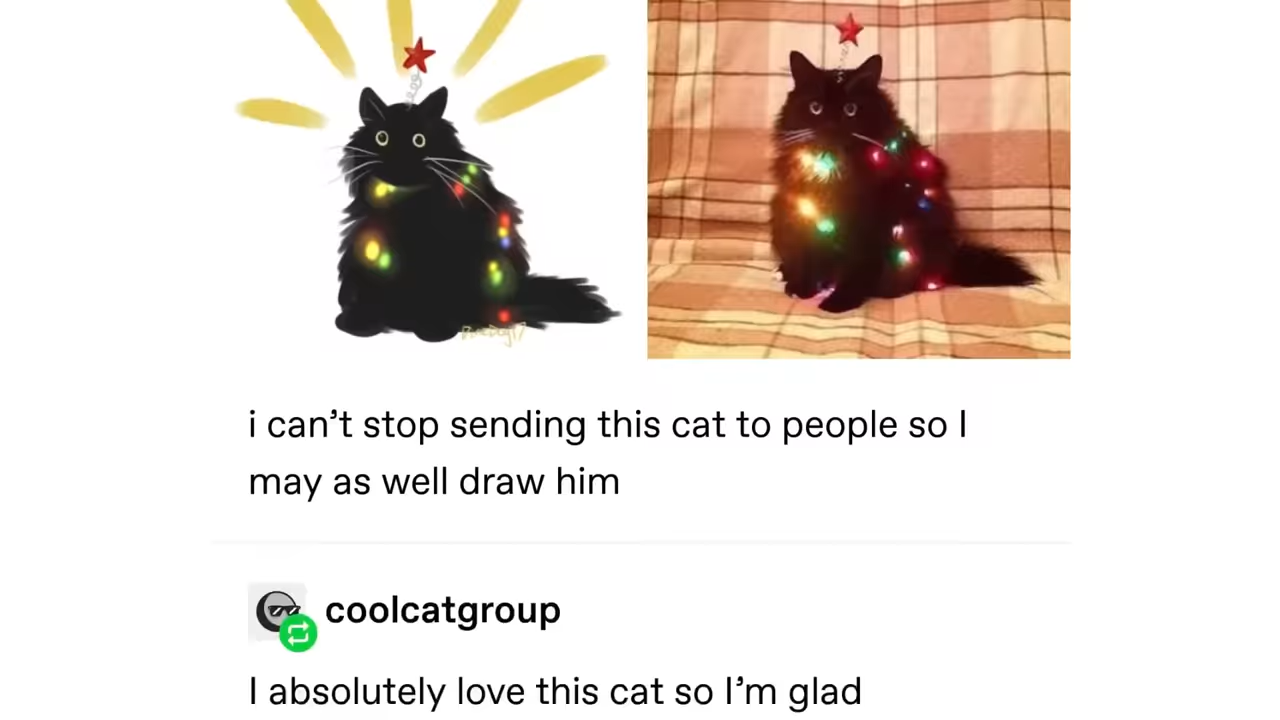 i can’t stop sending this cat to people so I
may as well draw him
coolcatgroup
I absolutely love this cat so I’m glad